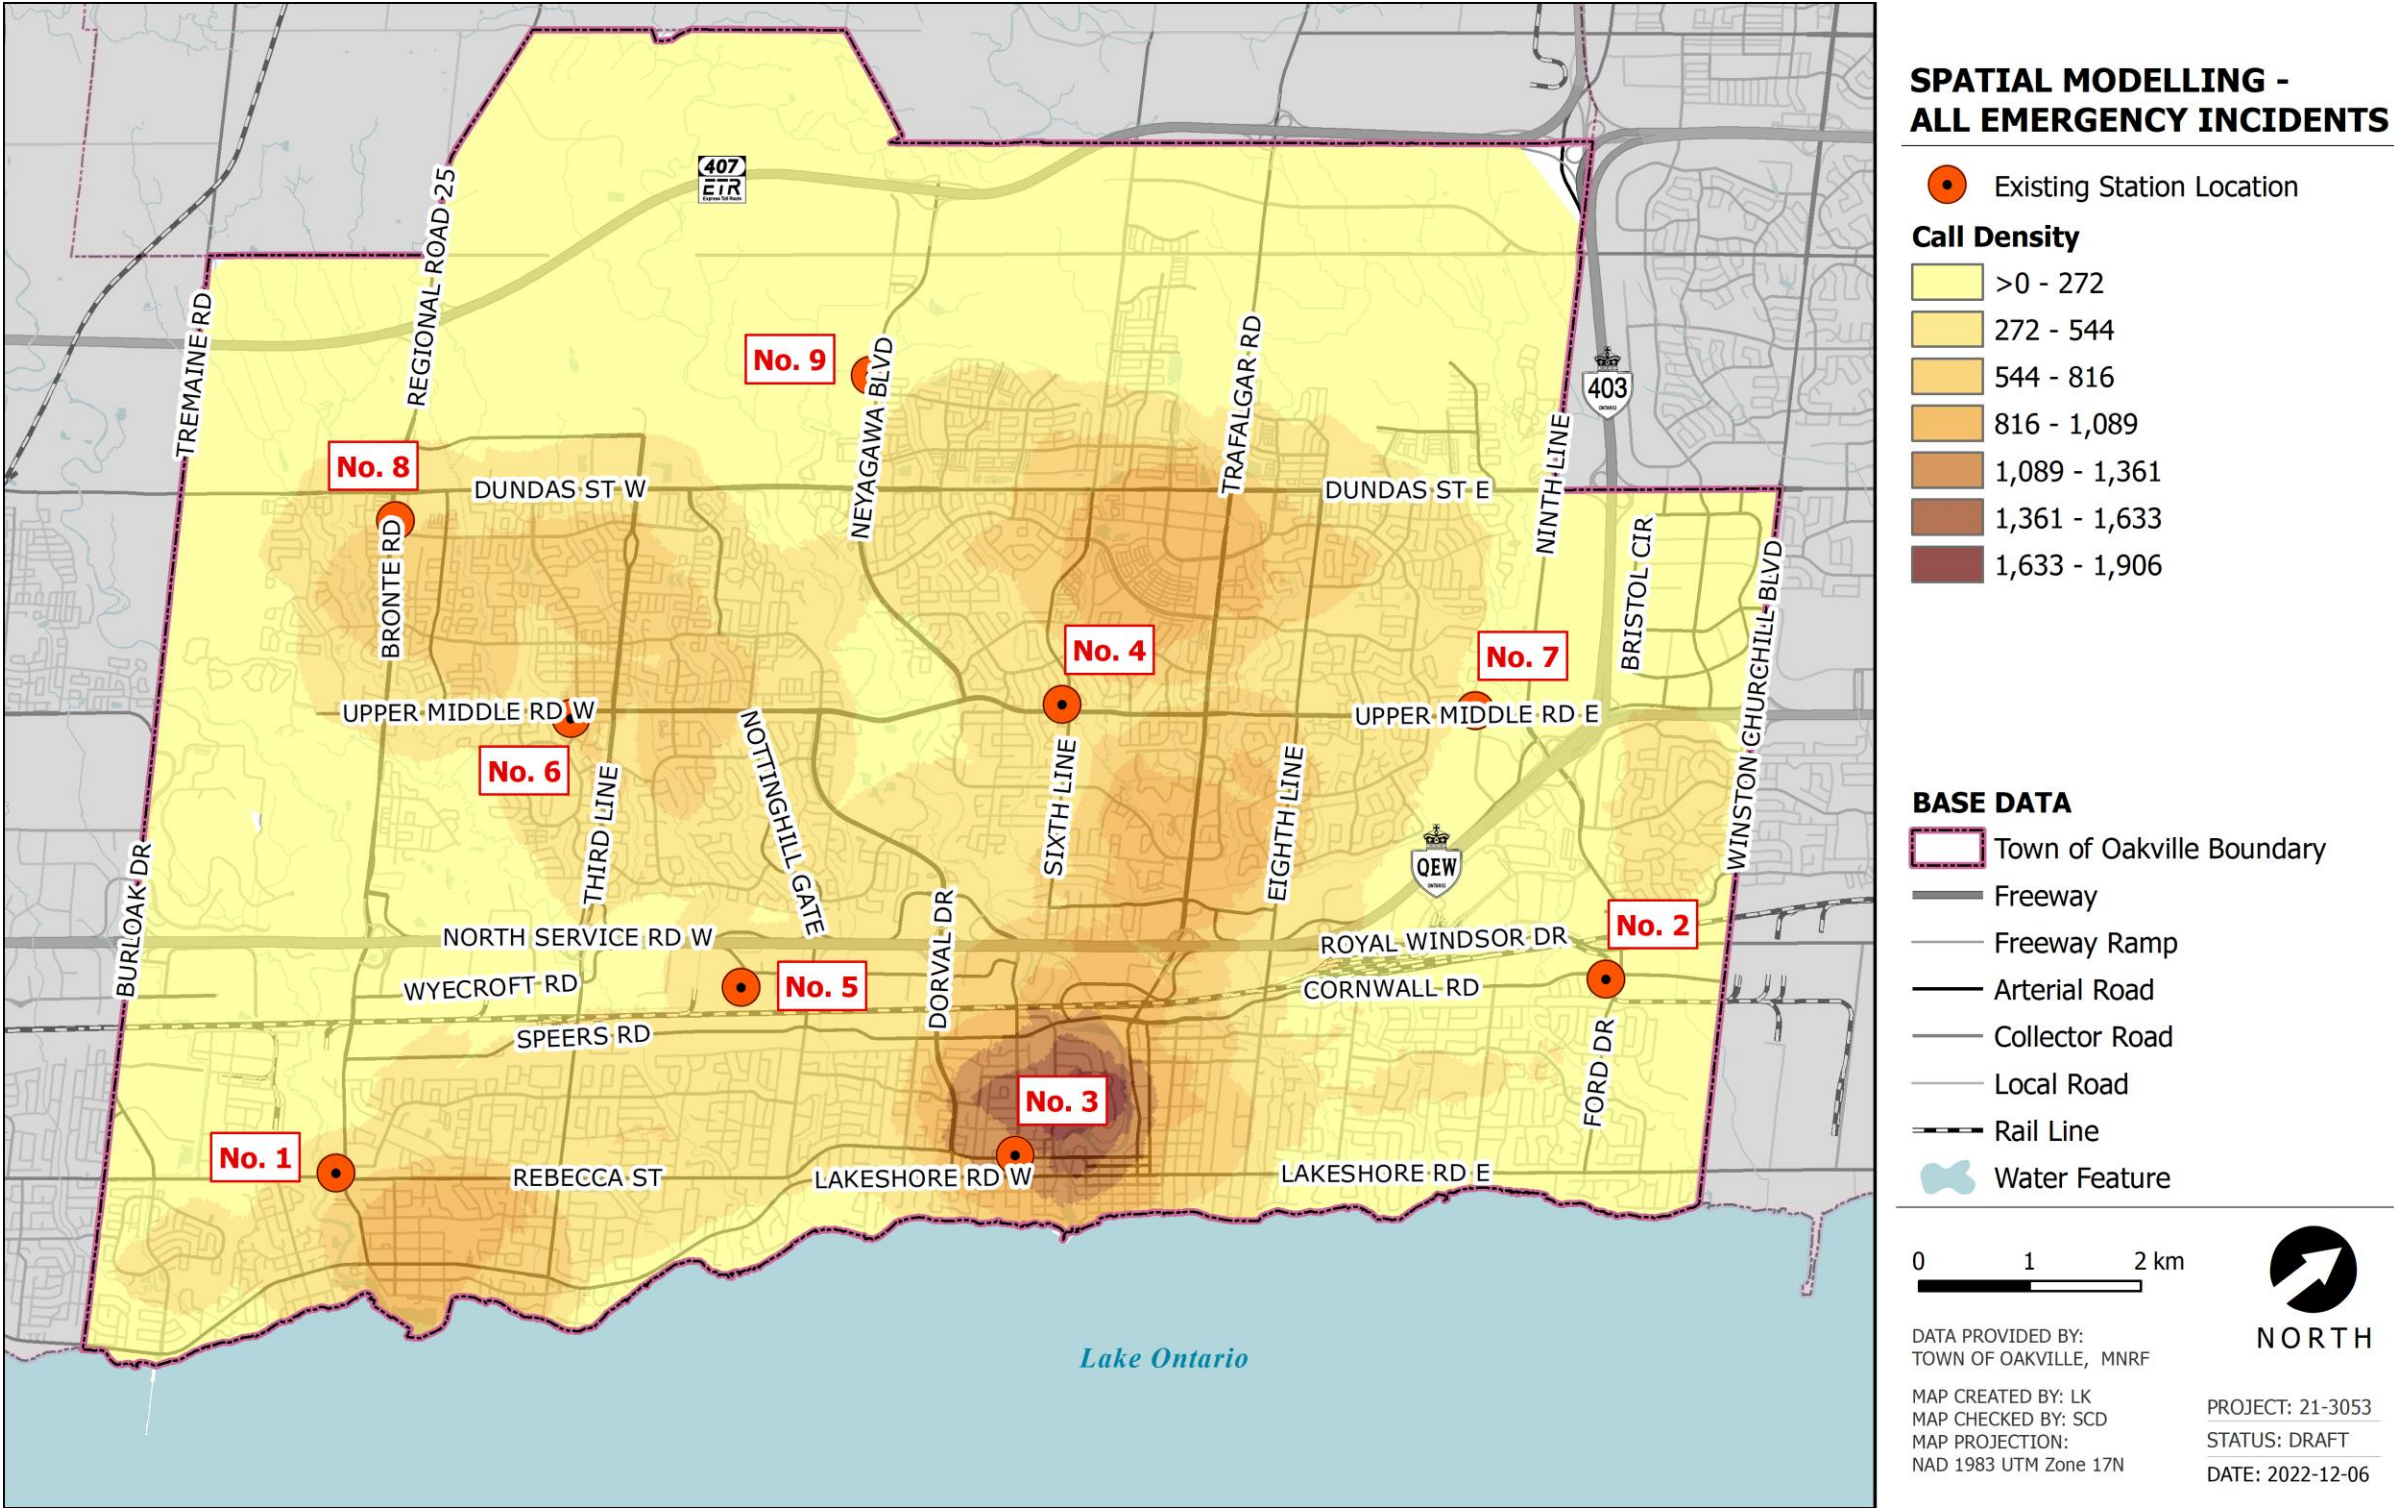 SPATIAL MODELLING -
ALL EMERGENCY INCIDENTS
Existing Station Location
Call Density
>0 - 272
272 - 544
544 - 816
816 - 1,089
1,089 - 1,361
1,361 - 1,633
1,633 - 1,906
BASE DATA
Town of Oakville Boundary
Freeway
Freeway Ramp
Arterial Road
Collector Road
Local Road
Rail Line
Water Feature
0 1 2 km
NORTH
DATA PROVIDED BY:
TOWN OF OAKVILLE, MNRF
MAP CREATED BY: LK
MAP CHECKED BY: SCD
MAP PROJECTION:
NAD 1983 UTM Zone 17N
PROJECT: 21-3053
STATUS: DRAFT
DATE: 2022-12-06
407
ETR
Express Toll Route
REGIONAL ROAD 25
TREMAINE RD
No. 9
NEYAGAWA BLVD
TRAFALGAR RD
403
ONTARIO
NINTH LINE
No. 8
DUNDAS ST W
DUNDAS ST E
BRONTE RD
BRISTOL CIR
WINSTON CHURCHILL BLVD
No. 4
No. 7
UPPER MIDDLE RD W
UPPER MIDDLE RD E
No. 6
NOTTINGHILL GATE
THIRD LINE
SIXTH LINE
EIGHTH LINE
QEW
ONTARIO
BURLOAK DR
DORVAL DR
No. 2
NORTH SERVICE RD W
ROYAL WINDSOR DR
WYECROFT RD
No. 5
CORNWALL RD
SPEERS RD
FORD DR
No. 3
No. 1
REBECCA ST
LAKESHORE RD W
LAKESHORE RD E
Lake Ontario